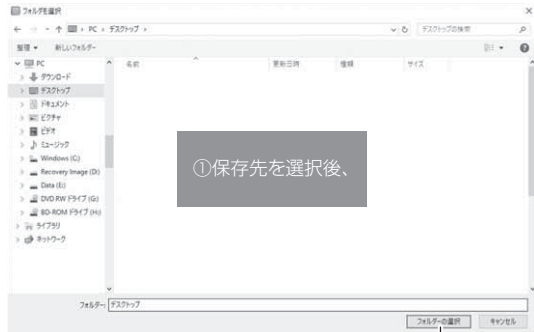 フォルダーを選択
PC › デスクトップ ›
デスクトップの検索
整理 ▼ 新しいフォルダー
名前 更新日時 種類 サイズ
PC
ダウンロード
デスクトップ
ドキュメント
ピクチャ
ビデオ
ミュージック
Windows (C:)
Recovery Image (D:)
Data (E:)
DVD RW ドライブ (G:)
BD-ROM ドライブ (H:)
ライブラリ
ネットワーク
①保存先を選択後、
フォルダー: デスクトップ
フォルダーの選択 キャンセル